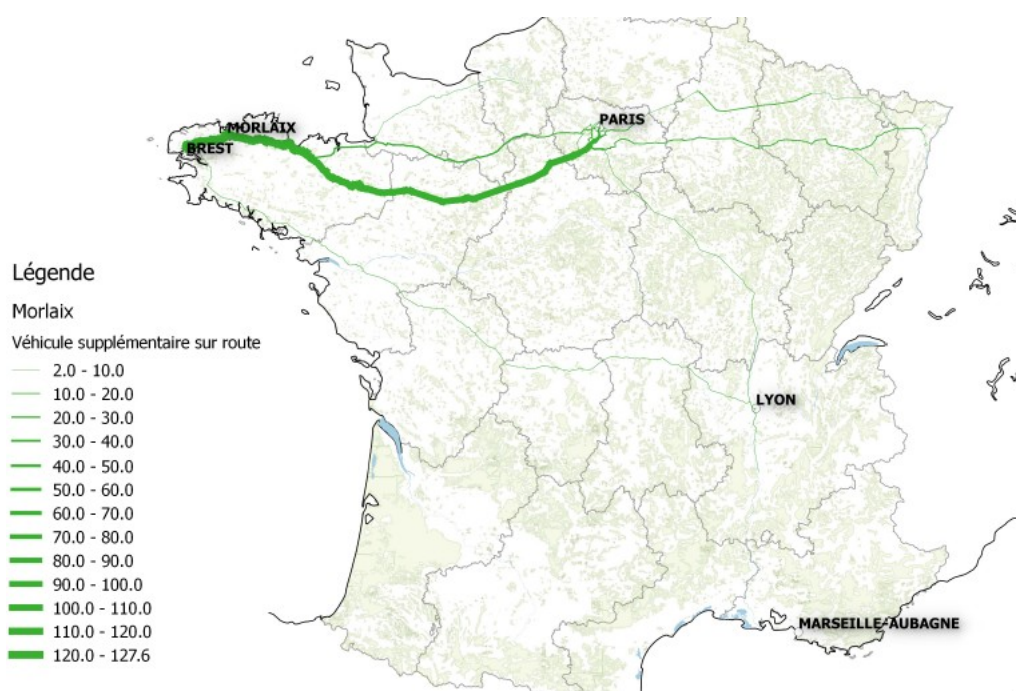 PARIS
MORLAIX
BREST
Légende
Morlaix
Véhicule supplémentaire sur route
2.0 - 10.0
10.0 - 20.0
20.0 - 30.0
30.0 - 40.0
40.0 - 50.0
50.0 - 60.0
60.0 - 70.0
70.0 - 80.0
80.0 - 90.0
90.0 - 100.0
100.0 - 110.0
110.0 - 120.0
120.0 - 127.6
LYON
MARSEILLE-AUBAGNE